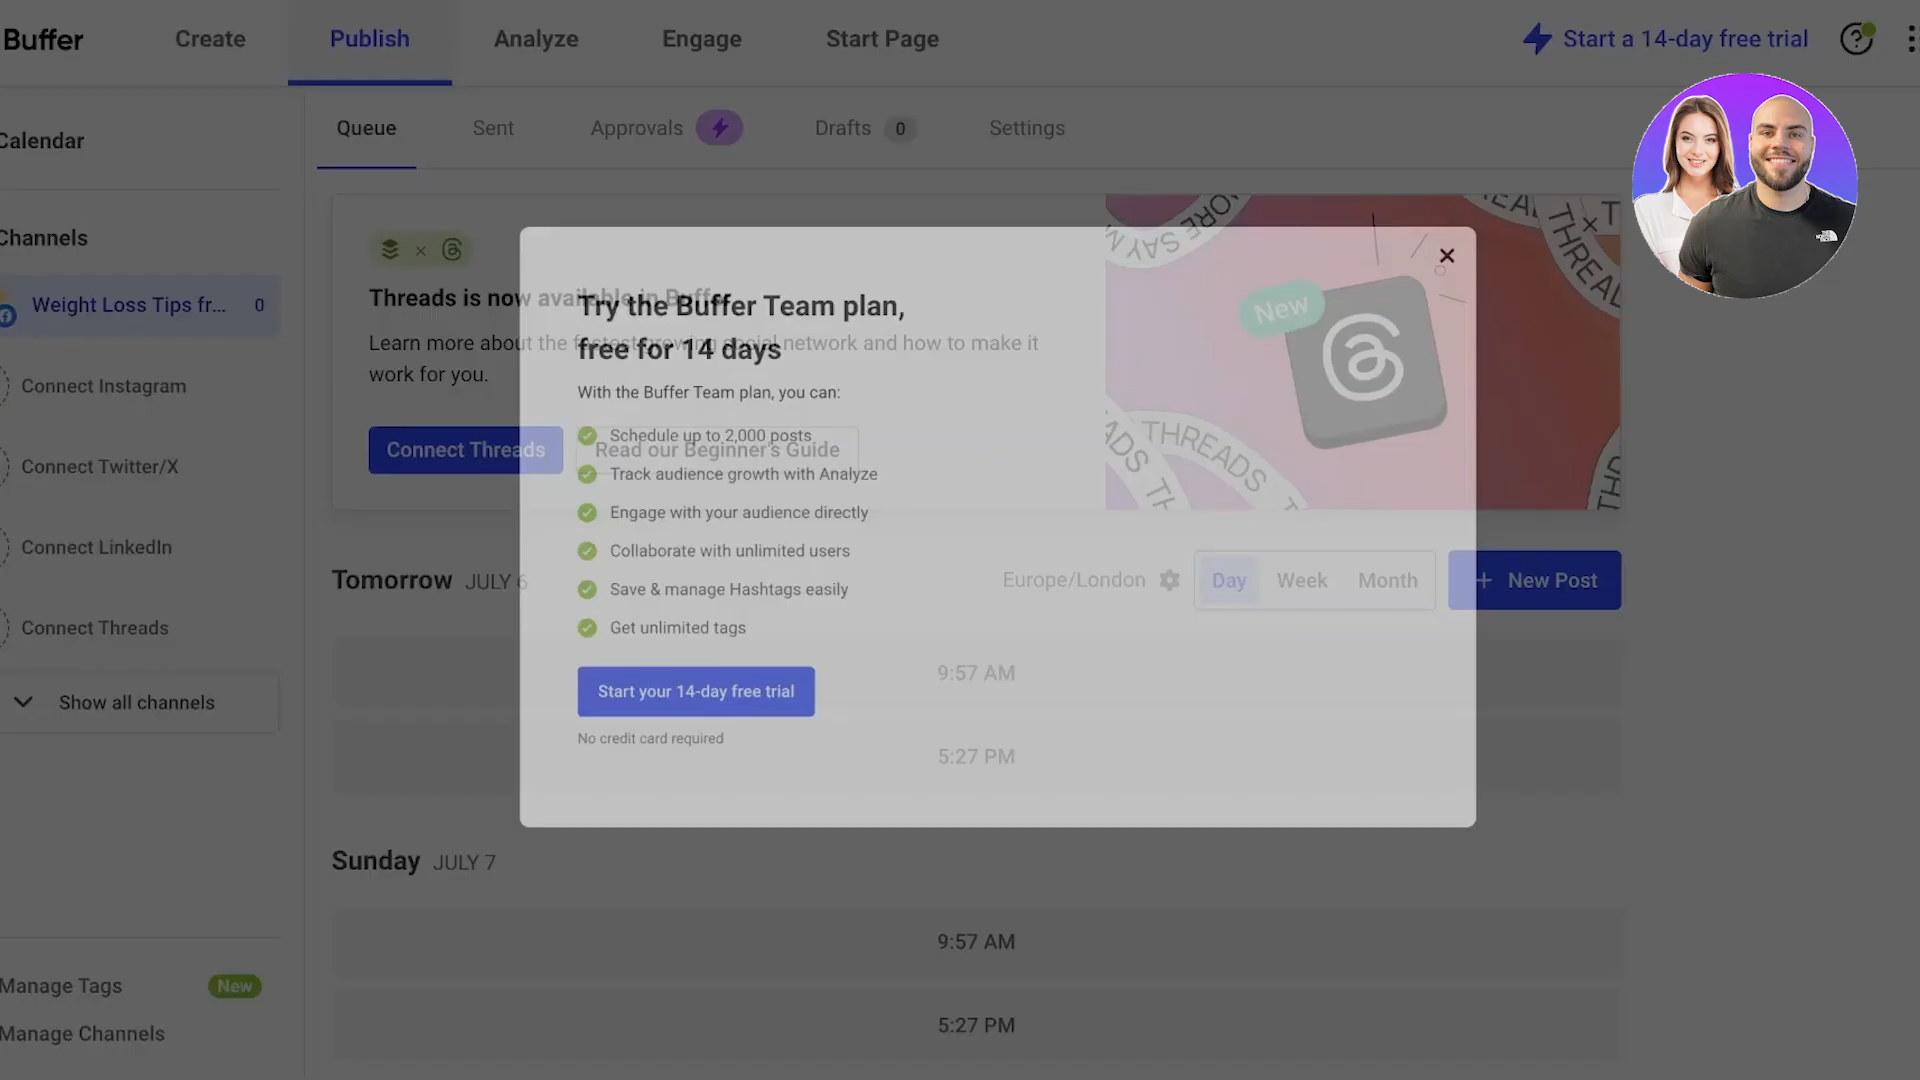 Buffer
Create
Publish
Analyze
Engage
Start Page
Start a 14-day free trial
Calendar
Channels
Weight Loss Tips fr... 0
Connect Instagram
Connect Twitter/X
Connect LinkedIn
Connect Threads
Show all channels
Manage Tags New
Manage Channels
Queue
Sent
Approvals
Drafts 0
Settings
Threads is now available in Buffer
Learn more about the fastest growing social network and how to make it
work for you.
Connect Threads
Read our Beginner's Guide
New
MORE SAY
THREADS
THREADS TH
Try the Buffer Team plan,
free for 14 days
With the Buffer Team plan, you can:
Schedule up to 2,000 posts
Track audience growth with Analyze
Engage with your audience directly
Collaborate with unlimited users
Save & manage Hashtags easily
Get unlimited tags
Start your 14-day free trial
No credit card required
Tomorrow JULY 6
Europe/London
Day
Week
Month
+ New Post
9:57 AM
5:27 PM
Sunday JULY 7
9:57 AM
5:27 PM